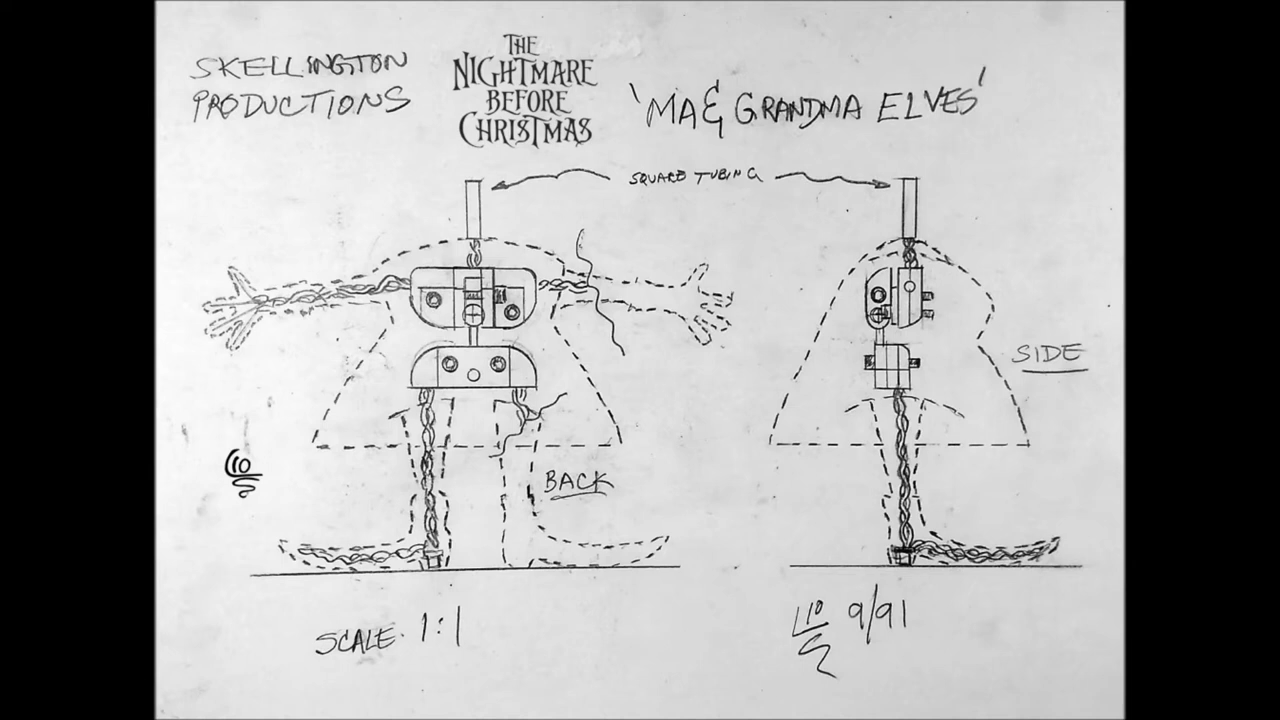 SKELLINGTON
PRODUCTIONS
THE
NIGHTMARE
BEFORE
CHRISTMAS
'MA & GRANDMA ELVES'
SQUARE TUBING
SIDE
BACK
SCALE 1:1
9/91